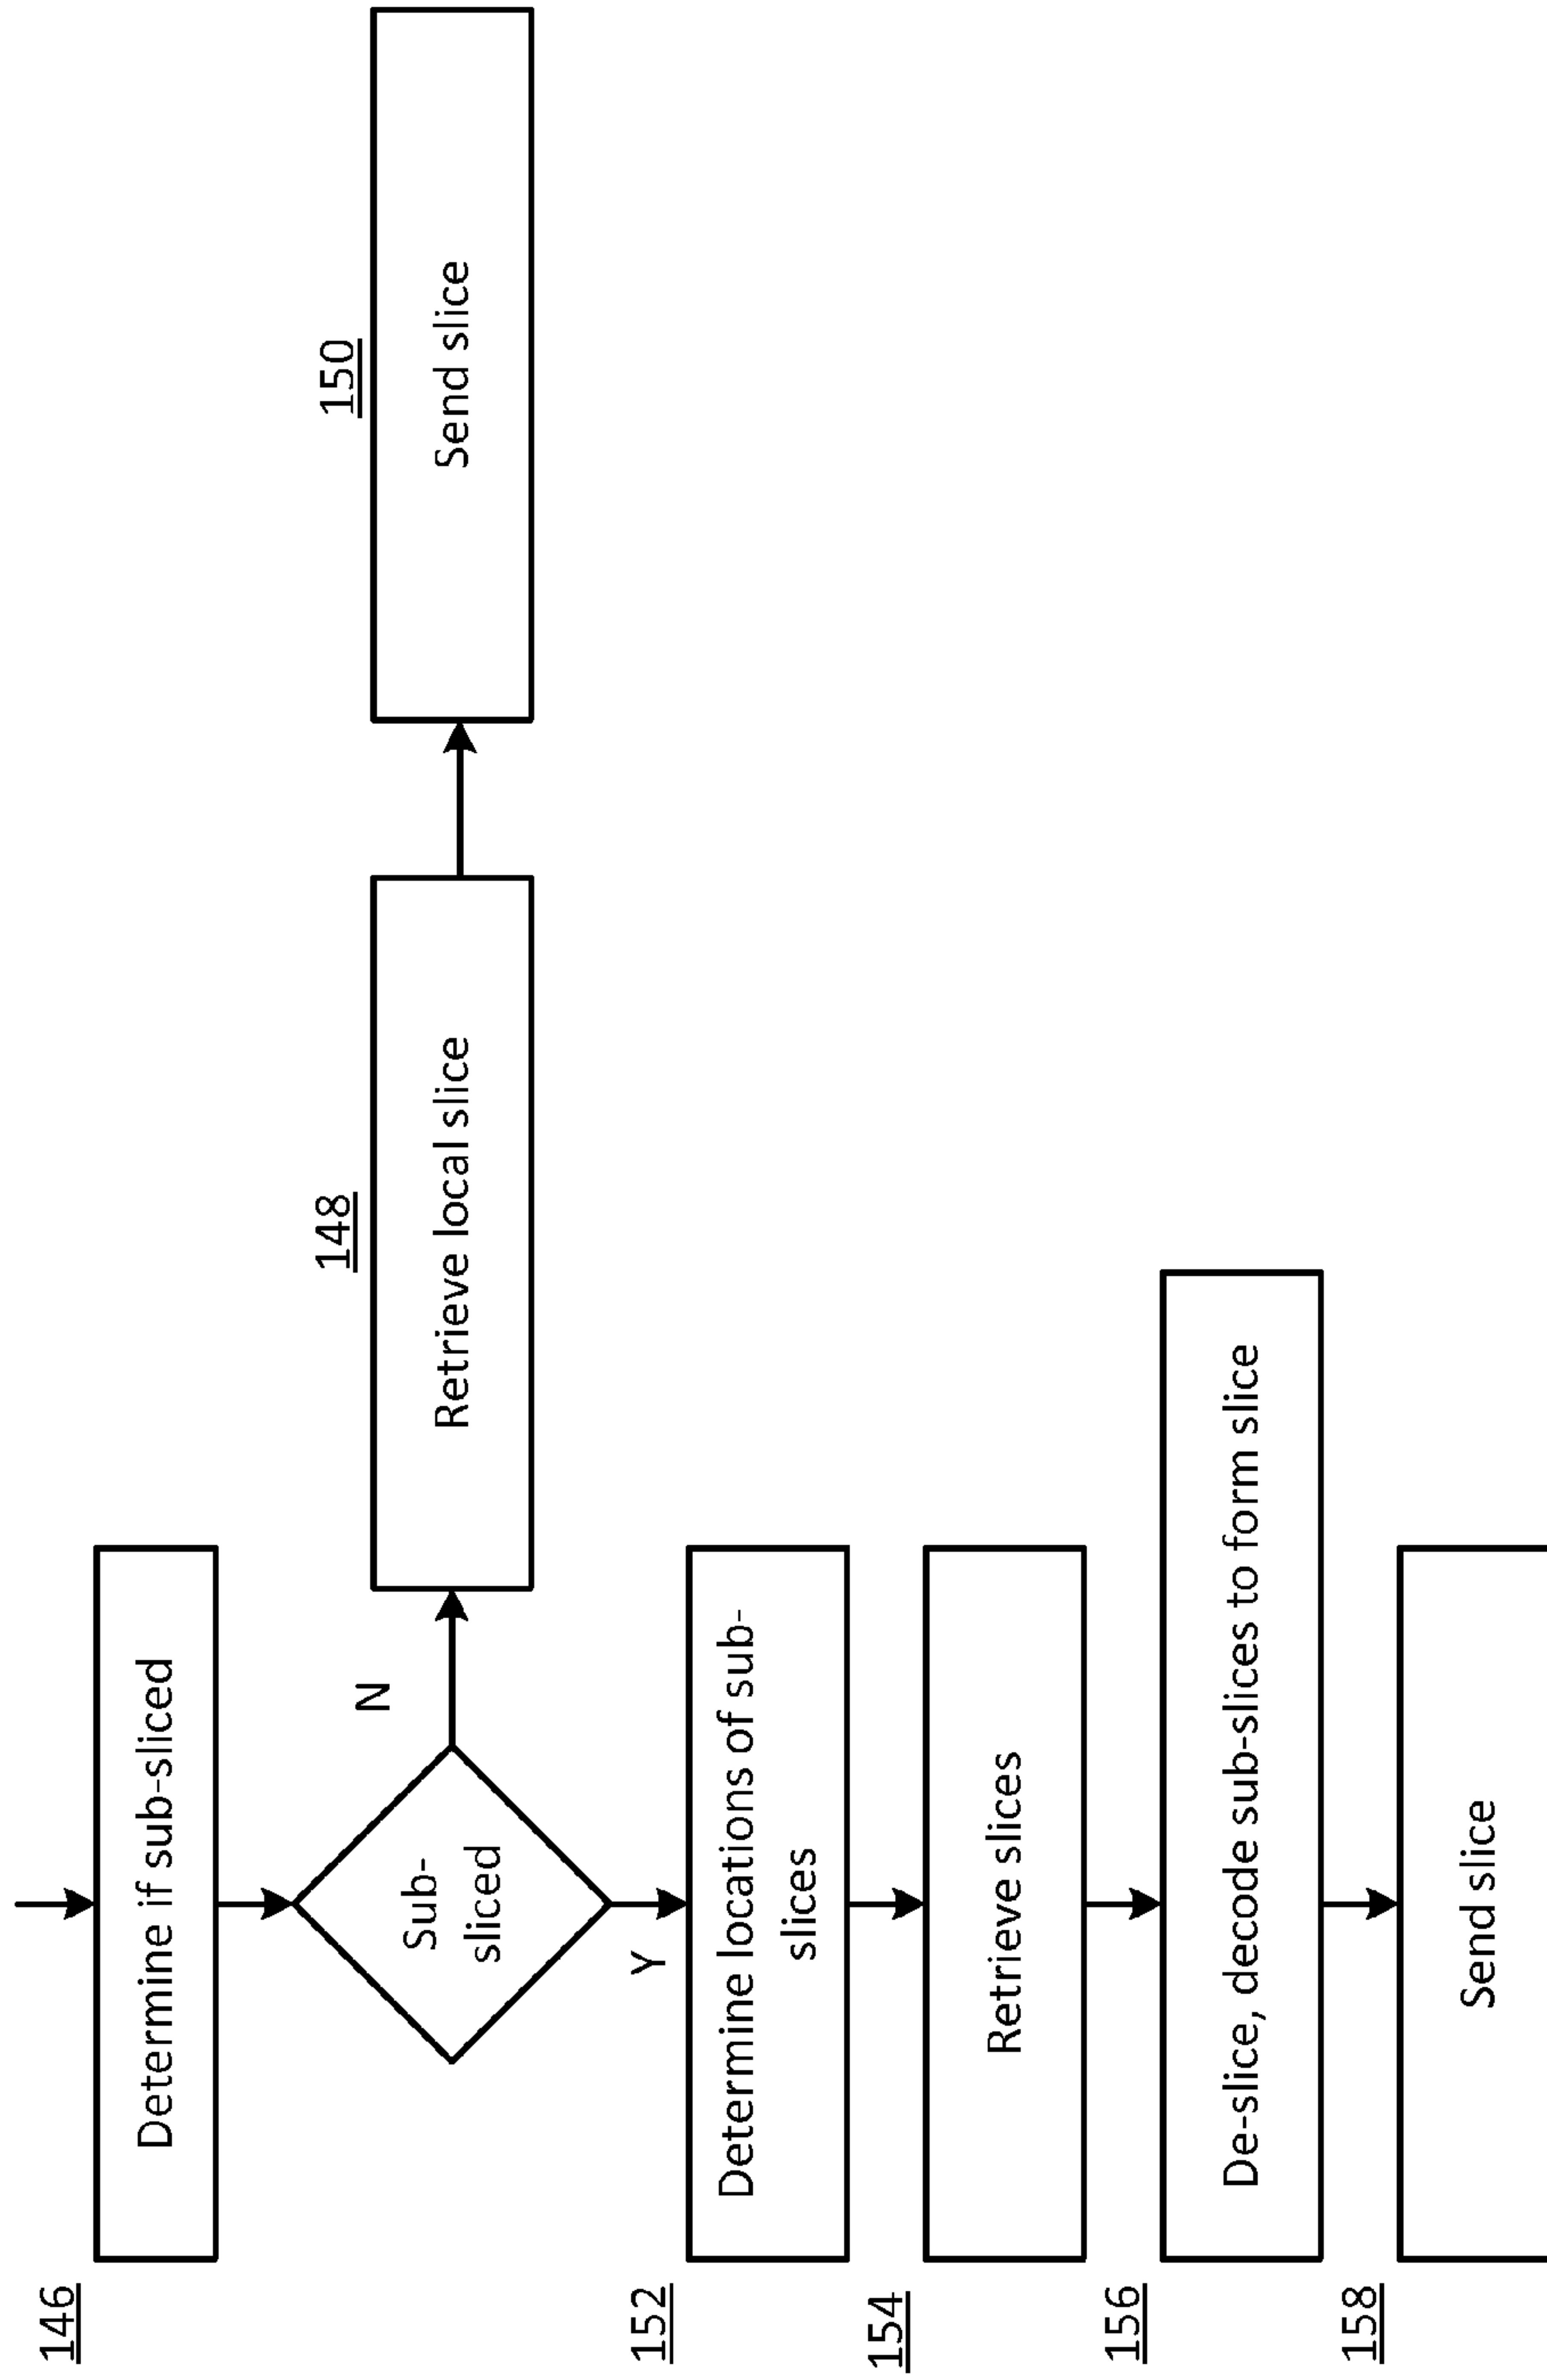 146
Determine if sub-sliced
Sub-
sliced
N
148
Retrieve local slice
150
Send slice
Y
152
Determine locations of sub-
slices
154
Retrieve slices
156
De-slice, decode sub-slices to form slice
158
Send slice